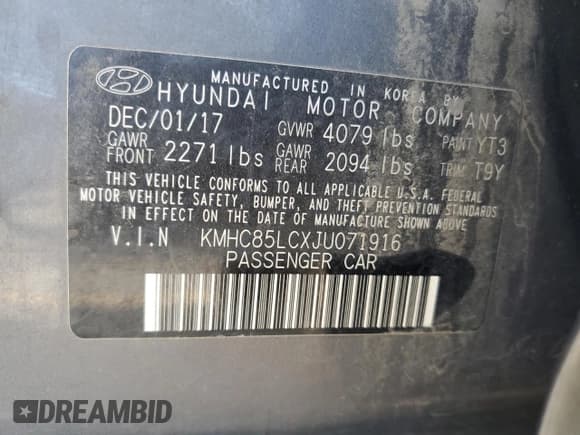 MANUFACTURED IN KOREA BY
HYUNDAI MOTOR COMPANY
DEC/01/17 GVWR 4079 lbs PAINT YT3
GAWR FRONT 2271 lbs GAWR REAR 2094 lbs TRIM T9Y
THIS VEHICLE CONFORMS TO ALL APPLICABLE U.S.A. FEDERAL
MOTOR VEHICLE SAFETY, BUMPER, AND THEFT PREVENTION STANDARDS
IN EFFECT ON THE DATE OF MANUFACTURE SHOWN ABOVE.
V.I.N KMHC85LCXJU071916
PASSENGER CAR
DREAMBID